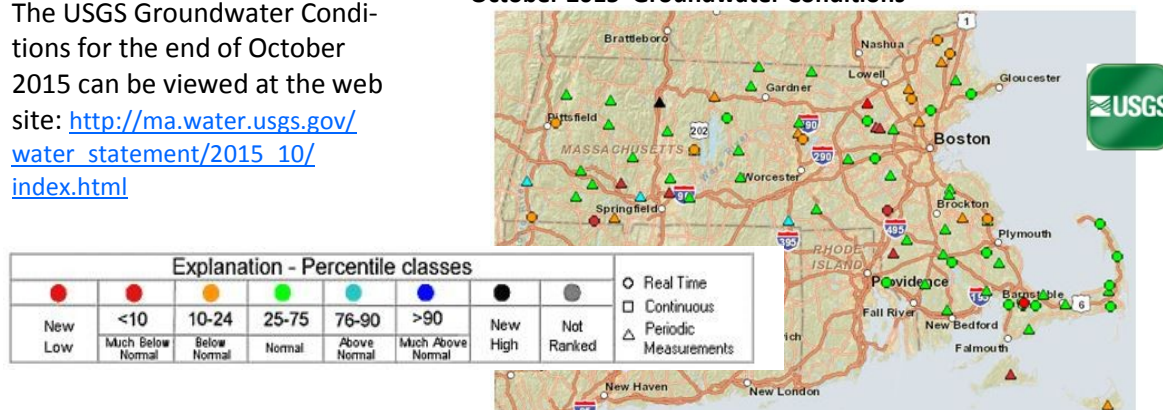 The USGS Groundwater Condi-
tions for the end of October
2015 can be viewed at the web
site: http://ma.water.usgs.gov/
water_statement/2015_10/
index.html
October 2015 Groundwater Conditions
1
Brattleboro
Nashua
Lowell
Gloucester
Gardner
Pittsfield
202
MASSACHUSETTS
290
Boston
Worcester
Springfield
Brockton
495
395
Plymouth
RHODE
ISLAND
Providence
Barnstable
6
Fall River
New Bedford
Falmouth
New Haven
New London
95
USGS
Explanation - Percentile classes
<10
10-24
25-75
76-90
>90
New
Low
Much Below
Normal
Below
Normal
Normal
Above
Normal
Much Above
Normal
New
High
Not
Ranked
Real Time
Continuous
Periodic
Measurements